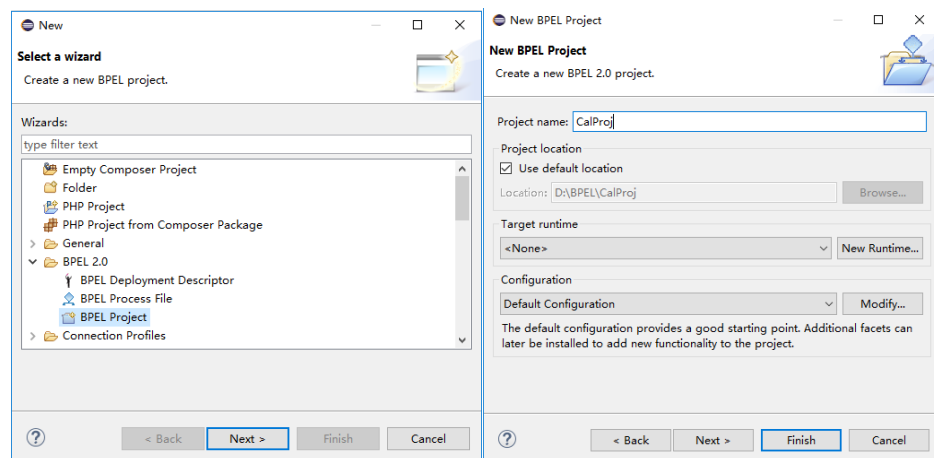 New
Select a wizard
Create a new BPEL project.
Wizards:
type filter text
Empty Composer Project
Folder
PHP Project
PHP Project from Composer Package
General
BPEL 2.0
BPEL Deployment Descriptor
BPEL Process File
BPEL Project
Connection Profiles
?
< Back
Next >
Finish
Cancel
New BPEL Project
New BPEL Project
Create a new BPEL 2.0 project.
Project name: CalProj
Project location
Use default location
Location: D:\BPEL\CalProj
Browse...
Target runtime
<None>
New Runtime...
Configuration
Default Configuration
Modify...
The default configuration provides a good starting point. Additional facets can
later be installed to add new functionality to the project.
?
< Back
Next >
Finish
Cancel